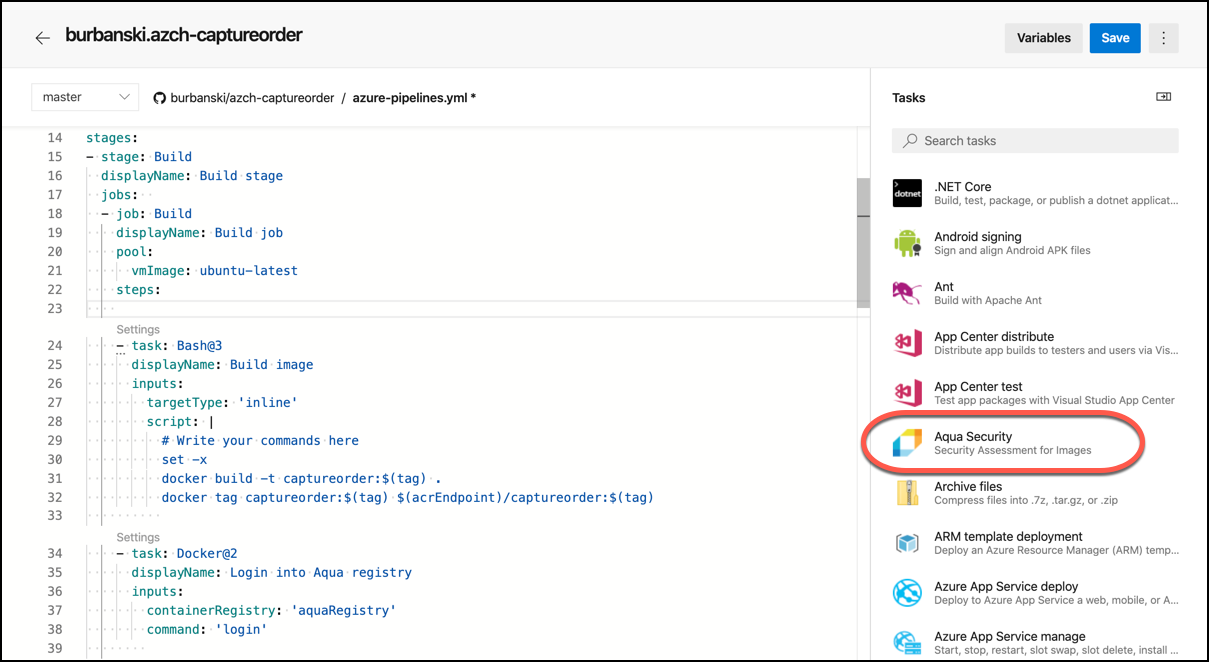 burbanski.azch-captureorder
Variables
Save
master
burbanski/azch-captureorder / azure-pipelines.yml *
14 stages:
15 - stage: Build
16 displayName: Build stage
17 jobs:
18 - job: Build
19 displayName: Build job
20 pool:
21 vmImage: ubuntu-latest
22 steps:
23
Settings
24 - task: Bash@3
25 displayName: Build image
26 inputs:
27 targetType: 'inline'
28 script: |
29 # Write your commands here
30 set -x
31 docker build -t captureorder:$(tag) .
32 docker tag captureorder:$(tag) $(acrEndpoint)/captureorder:$(tag)
33
Settings
34 - task: Docker@2
35 displayName: Login into Aqua registry
36 inputs:
37 containerRegistry: 'aquaRegistry'
38 command: 'login'
39
Tasks
Search tasks
dotnet
.NET Core
Build, test, package, or publish a dotnet applicat...
Android signing
Sign and align Android APK files
Ant
Build with Apache Ant
App Center distribute
Distribute app builds to testers and users via Vis...
App Center test
Test app packages with Visual Studio App Center
Aqua Security
Security Assessment for Images
Archive files
Compress files into .7z, .tar.gz, or .zip
ARM template deployment
Deploy an Azure Resource Manager (ARM) temp...
Azure App Service deploy
Deploy to Azure App Service a web, mobile, or A...
Azure App Service manage
Start, stop, restart, slot swap, slot delete, install ...